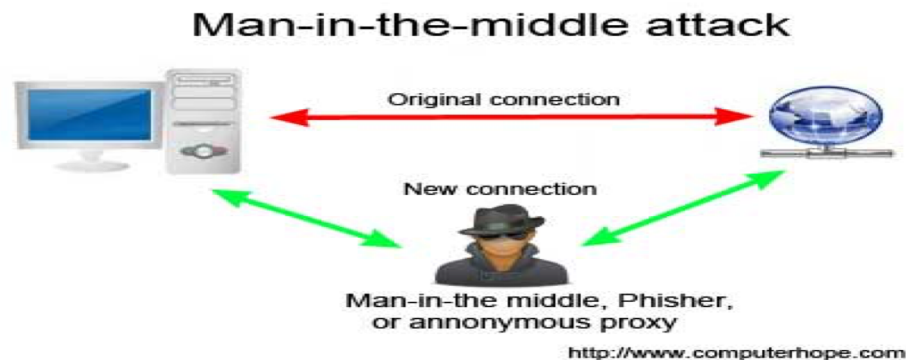 Man-in-the-middle attack
Original connection
New connection
Man-in-the middle, Phisher,
or annonymous proxy
http://www.computerhope.com